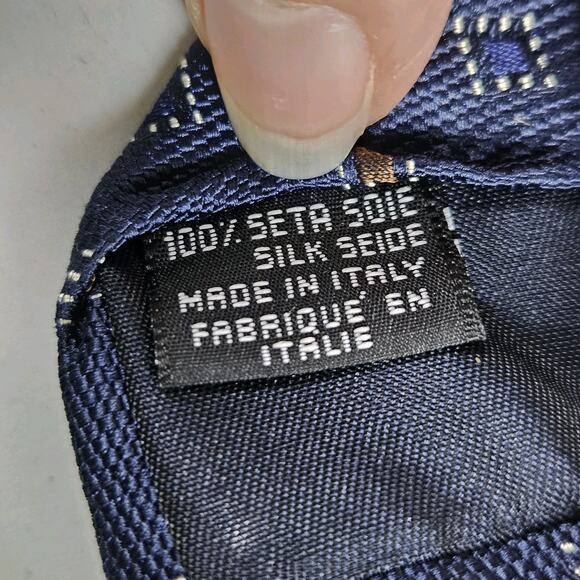 100% SETA SOIE
SILK SEIDE
MADE IN ITALY
FABRIQUE' EN
ITALIE